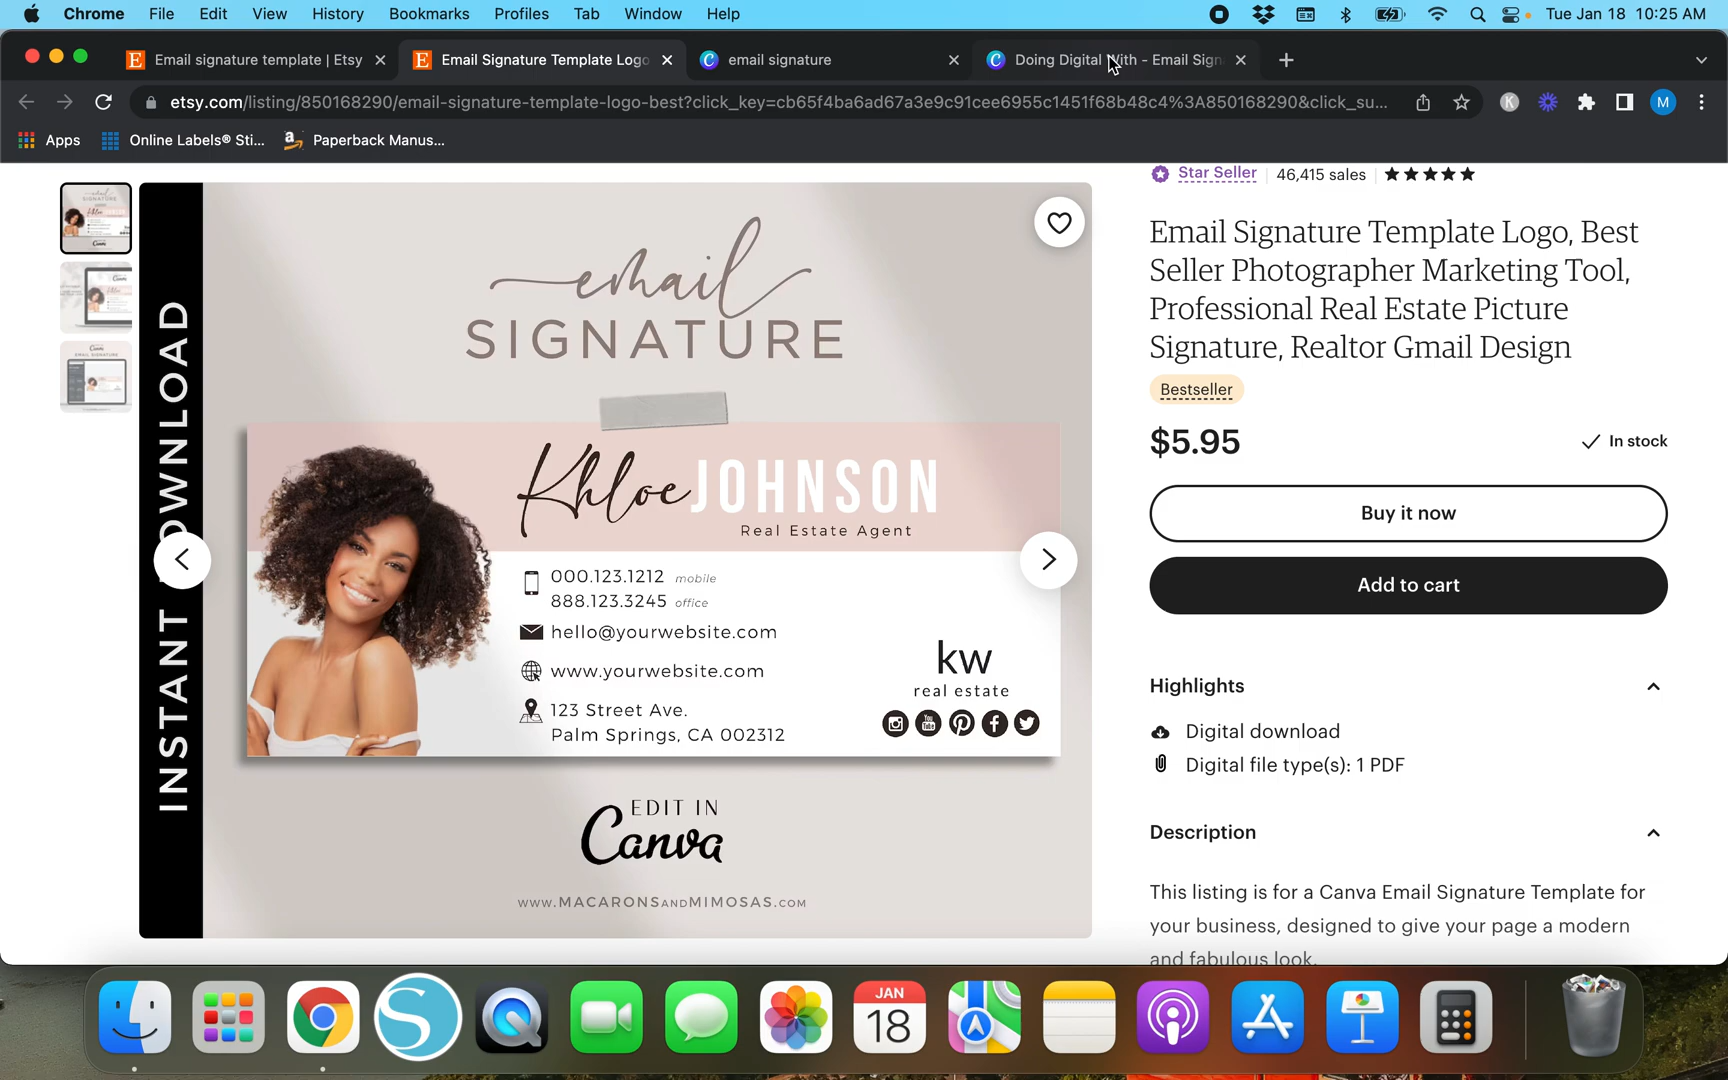 Chrome File Edit View History Bookmarks Profiles Tab Window Help Tue Jan 18 10:25 AM
Email signature template | Etsy
Email Signature Template Logo
email signature
Doing Digital With - Email Sign
etsy.com/listing/850168290/email-signature-template-logo-best?click_key=cb65f4ba6ad67a3e9c91cee6955c1451f68b48c4%3A850168290&click_su...
K
M
Apps
Online Labels® Sti...
Paperback Manus...
Star Seller
46,415 sales
INSTANT DOWNLOAD
email
SIGNATURE
Khloe JOHNSON
Real Estate Agent
000.123.1212 mobile
888.123.3245 office
hello@yourwebsite.com
www.yourwebsite.com
123 Street Ave.
Palm Springs, CA 002312
kw
real estate
EDIT IN
Canva
WWW.MACARONSANDMIMOSAS.COM
Email Signature Template Logo, Best
Seller Photographer Marketing Tool,
Professional Real Estate Picture
Signature, Realtor Gmail Design
Bestseller
$5.95
In stock
Buy it now
Add to cart
Highlights
Digital download
Digital file type(s): 1 PDF
Description
This listing is for a Canva Email Signature Template for
your business, designed to give your page a modern
and fabulous look.
JAN
18